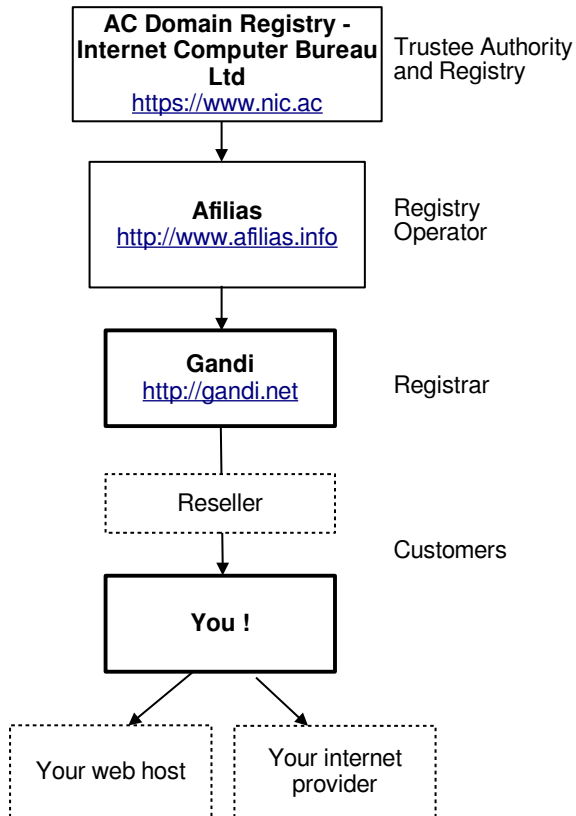 AC Domain Registry -
Internet Computer Bureau
Ltd
https://www.nic.ac
Trustee Authority
and Registry
Afilias
http://www.afilias.info
Registry
Operator
Gandi
http://gandi.net
Registrar
Reseller
Customers
You !
Your web host
Your internet
provider